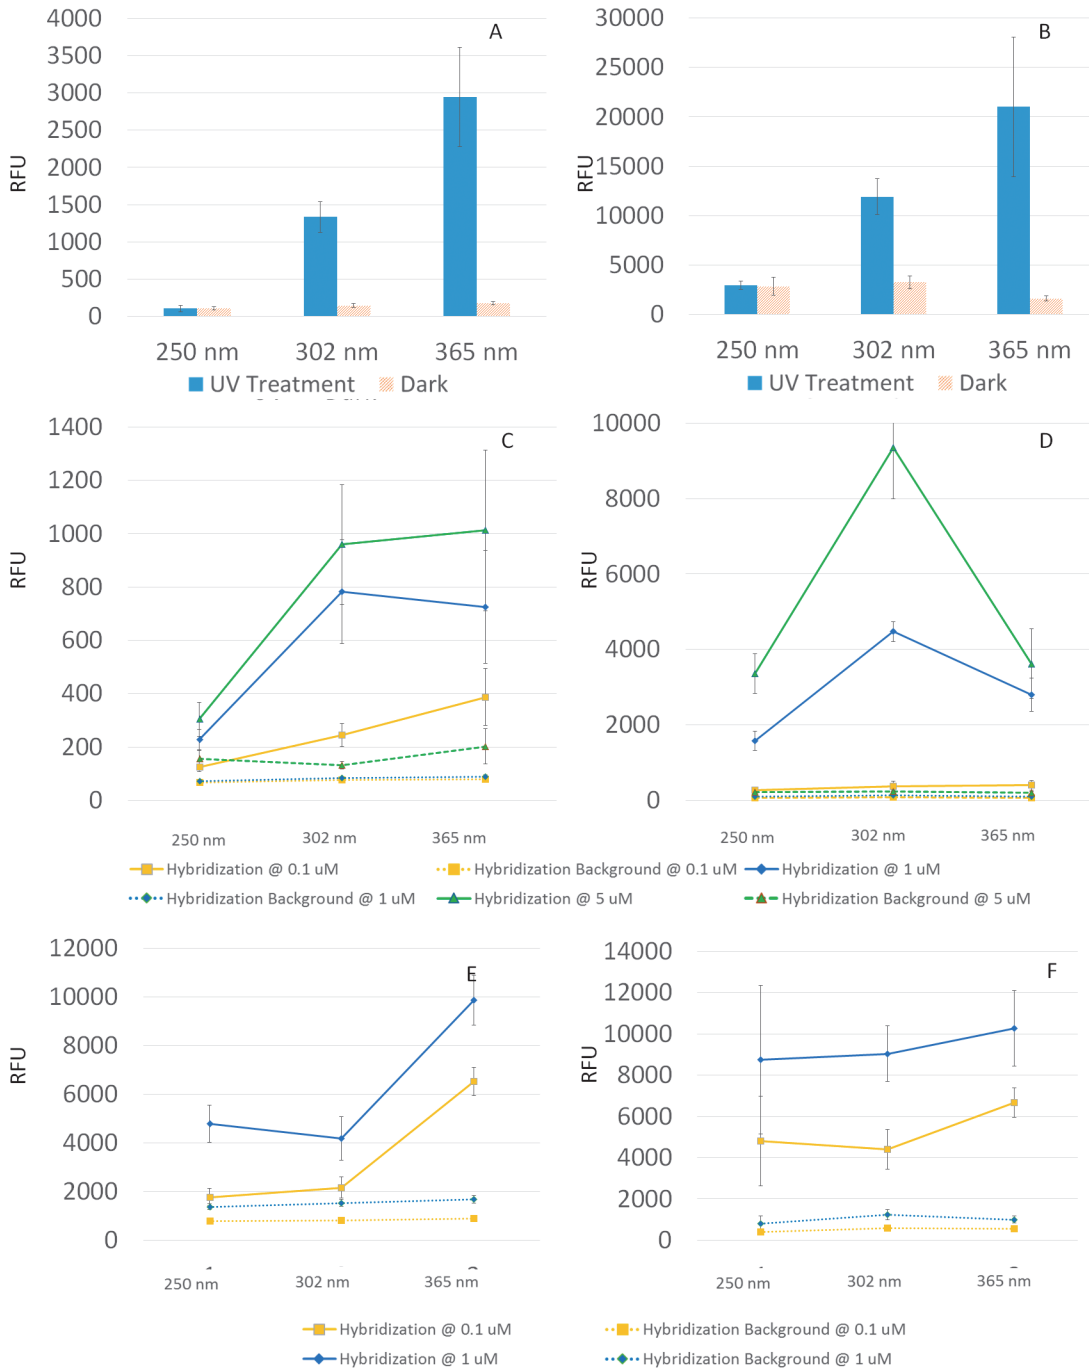 A
4000
3500
3000
2500
2000
1500
1000
500
0
RFU
250 nm 302 nm 365 nm
UV Treatment Dark
B
30000
25000
20000
15000
10000
5000
0
RFU
250 nm 302 nm 365 nm
UV Treatment Dark
C
1400
1200
1000
800
600
400
200
0
RFU
250 nm 302 nm 365 nm
D
10000
8000
6000
4000
2000
0
RFU
250 nm 302 nm 365 nm
Hybridization @ 0.1 uM Hybridization Background @ 0.1 uM Hybridization @ 1 uM
Hybridization Background @ 1 uM Hybridization @ 5 uM Hybridization Background @ 5 uM
E
12000
10000
8000
6000
4000
2000
0
RFU
250 nm 302 nm 365 nm
F
14000
12000
10000
8000
6000
4000
2000
0
RFU
250 nm 302 nm 365 nm
Hybridization @ 0.1 uM Hybridization Background @ 0.1 uM
Hybridization @ 1 uM Hybridization Background @ 1 uM